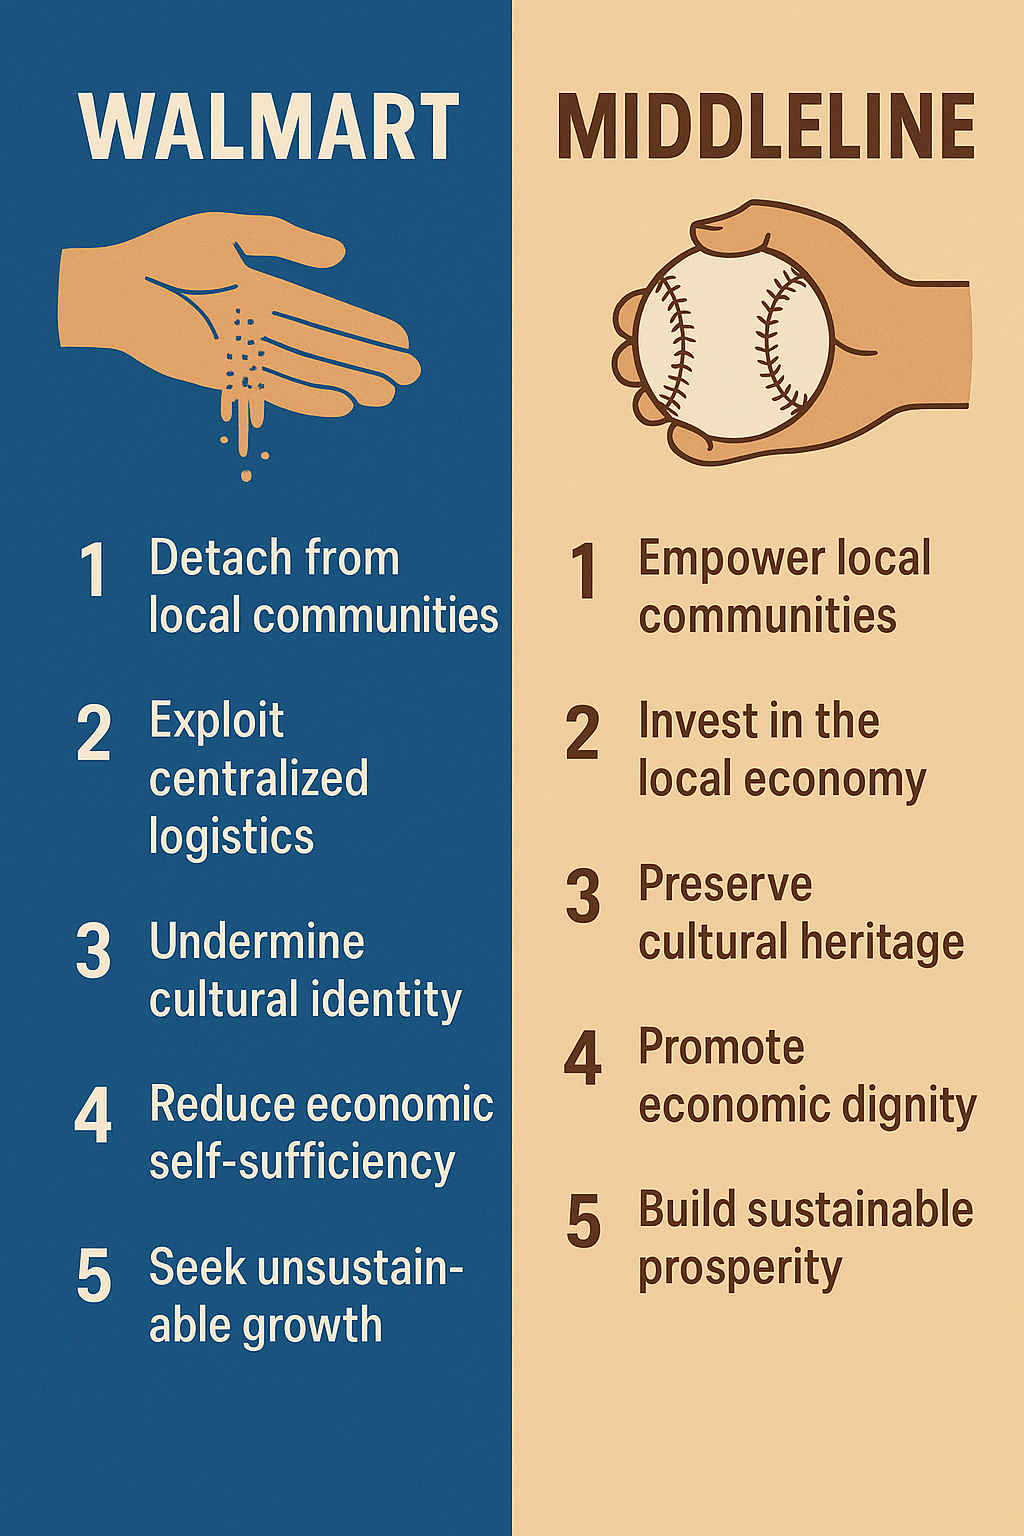 WALMART
1 Detach from
local communities
2 Exploit
centralized
logistics
3 Undermine
cultural identity
4 Reduce economic
self-sufficiency
5 Seek unsustain-
able growth
MIDDLELINE
1 Empower local
communities
2 Invest in the
local economy
3 Preserve
cultural heritage
4 Promote
economic dignity
5 Build sustainable
prosperity